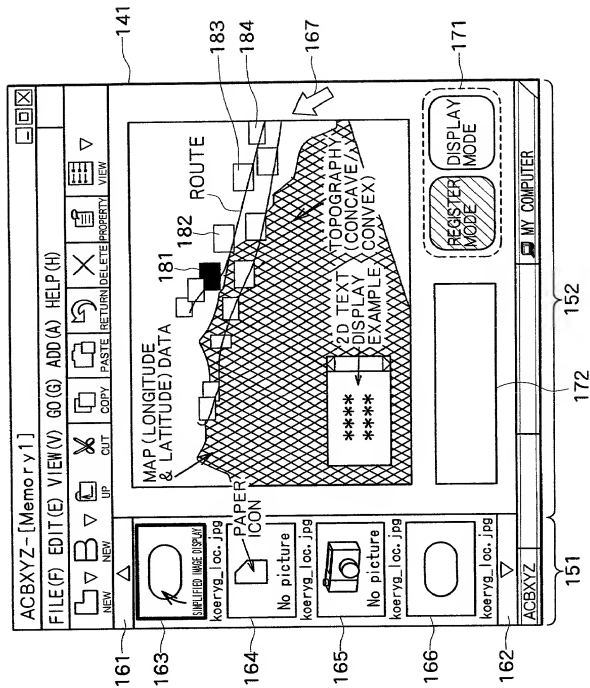 ACBXYZ-[Memory1]
FILE(F) EDIT(E) VIEW(V) GO(G) ADD(A) HELP(H)
NEW NEW UP CUT COPY PASTE RETURN DELETE PROPERTY VIEW
B
141
161
163
SIMPLIFIED IMAGE DISPLAY
koeryg_loc.jpg
164
PAPER
ICON
No picture
koeryg_loc.jpg
165
No picture
koeryg_loc.jpg
166
koeryg_loc.jpg
162
MAP (LONGITUDE
& LATITUDE) DATA
181
182
ROUTE
183
184
167
2D TEXT
DISPLAY
EXAMPLE
****
****
TOPOGRAPHY
(CONCAVE/
CONVEX)
172
REGISTER
MODE
DISPLAY
MODE
171
ACBXYZ
MY COMPUTER
151
152